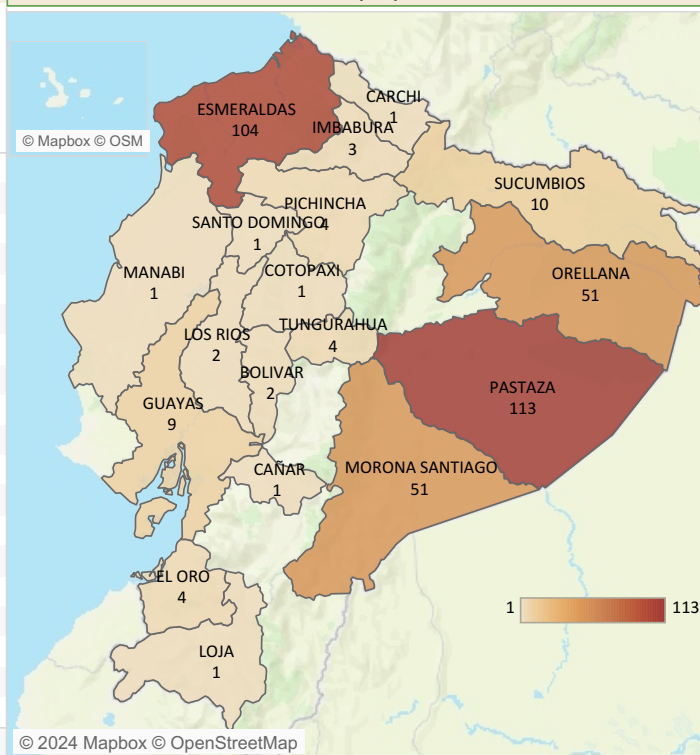 © Mapbox © OSM
ESMERALDAS
104
CARCHI
1
IMBABURA
3
SUCUMBIOS
10
PICHINCHA
4
SANTO DOMINGO
1
ORELLANA
51
MANABI
1
COTOPAXI
1
TUNGURAHUA
4
LOS RIOS
2
BOLIVAR
2
PASTAZA
113
GUAYAS
9
CAÑAR
1
MORONA SANTIAGO
51
EL ORO
4
1 113
LOJA
1
© 2024 Mapbox © OpenStreetMap